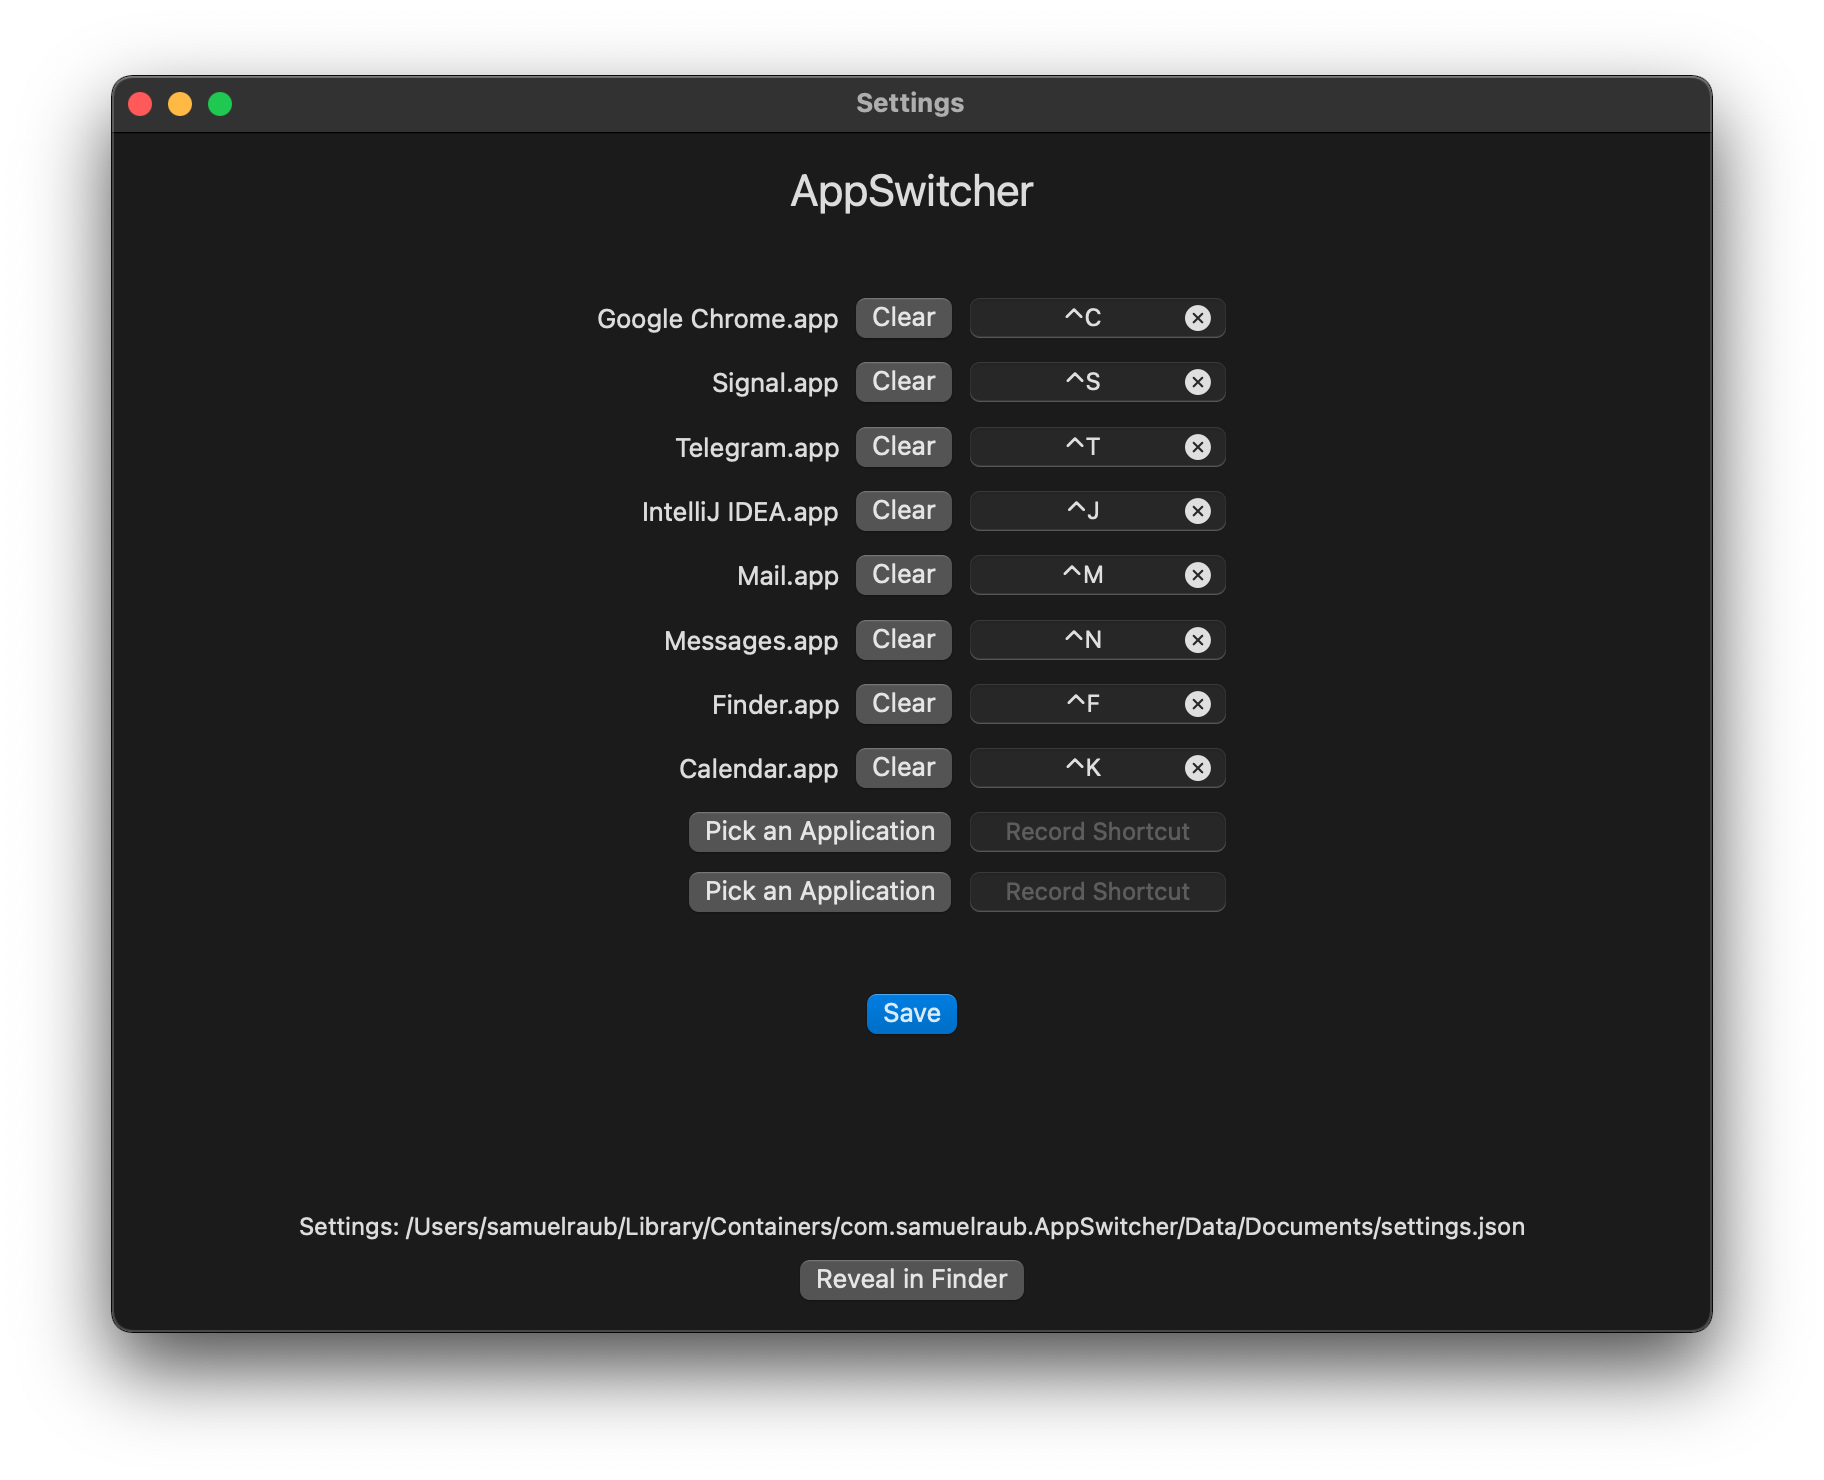 Settings
AppSwitcher
Google Chrome.app Clear ^C
Signal.app Clear ^S
Telegram.app Clear ^T
IntelliJ IDEA.app Clear ^J
Mail.app Clear ^M
Messages.app Clear ^N
Finder.app Clear ^F
Calendar.app Clear ^K
Pick an Application Record Shortcut
Pick an Application Record Shortcut
Save
Settings: /Users/samuelraub/Library/Containers/com.samuelraub.AppSwitcher/Data/Documents/settings.json
Reveal in Finder